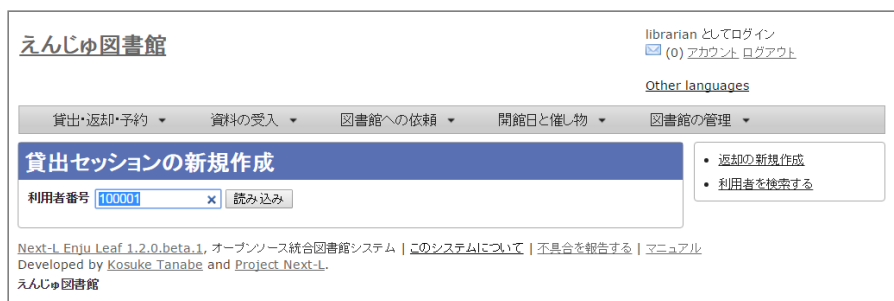 えんじゅ図書館
librarian としてログイン
(0) アカウント ログアウト
Other languages
貸出・返却・予約 ▼ 資料の受入 ▼ 図書館への依頼 ▼ 開館日と催し物 ▼ 図書館の管理 ▼
貸出セッションの新規作成
利用者番号 100001 × 読み込み
• 返却の新規作成
• 利用者を検索する
Next-L Enju Leaf 1.2.0.beta.1, オープンソース統合図書館システム | このシステムについて | 不具合を報告する | マニュアル
Developed by Kosuke Tanabe and Project Next-L.
えんじゅ図書館